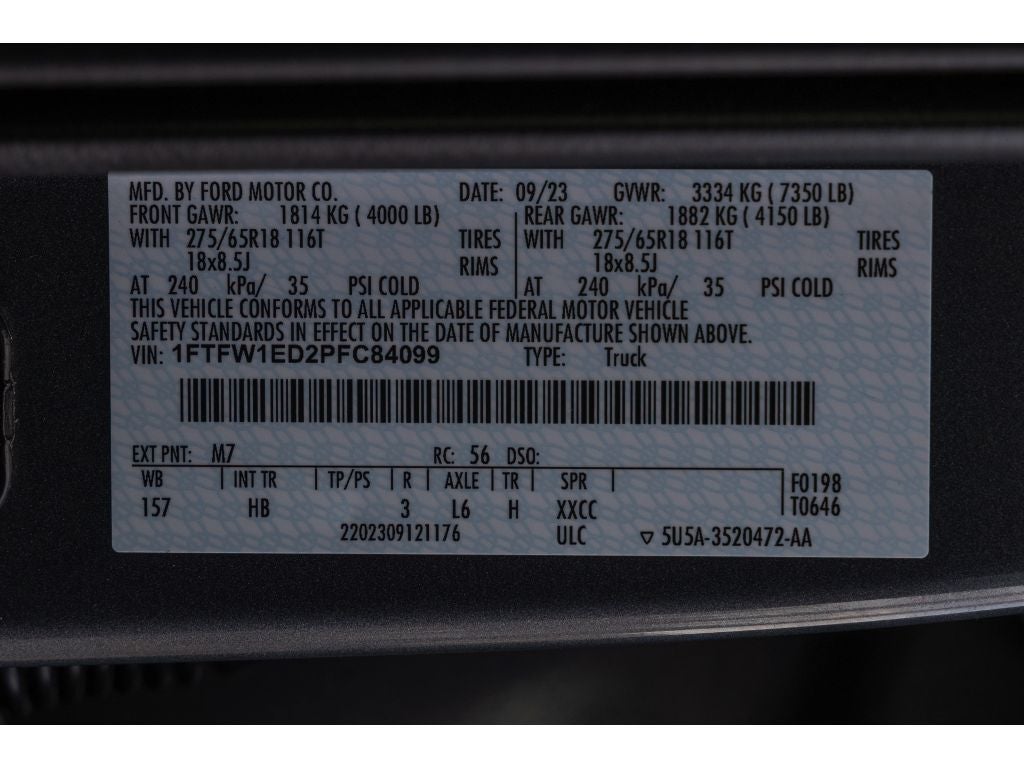 MFD. BY FORD MOTOR CO. DATE: 09/23 GVWR: 3334 KG ( 7350 LB)
FRONT GAWR: 1814 KG ( 4000 LB) REAR GAWR: 1882 KG ( 4150 LB)
WITH 275/65R18 116T TIRES WITH 275/65R18 116T TIRES
18x8.5J RIMS 18x8.5J RIMS
AT 240 kPa/ 35 PSI COLD AT 240 kPa/ 35 PSI COLD
THIS VEHICLE CONFORMS TO ALL APPLICABLE FEDERAL MOTOR VEHICLE
SAFETY STANDARDS IN EFFECT ON THE DATE OF MANUFACTURE SHOWN ABOVE.
VIN: 1FTFW1ED2PFC84099 TYPE: Truck
EXT PNT: M7 RC: 56 DSO:
WB INT TR TP/PS R AXLE TR SPR F0198
157 HB 3 L6 H XXCC T0646
2202309121176 ULC ▽ 5U5A-3520472-AA